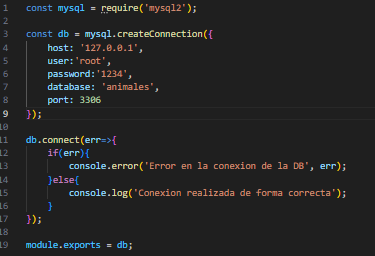 1 const mysql = require('mysql2');
2
3 const db = mysql.createConnection({
4 host: '127.0.0.1',
5 user:'root',
6 password:'1234',
7 database: 'animales',
8 port: 3306
9 });
10
11 db.connect(err=>{
12 if(err){
13 console.error('Error en la conexion de la DB', err);
14 }else{
15 console.log('Conexion realizada de forma correcta');
16 }
17 });
18
19 module.exports = db;